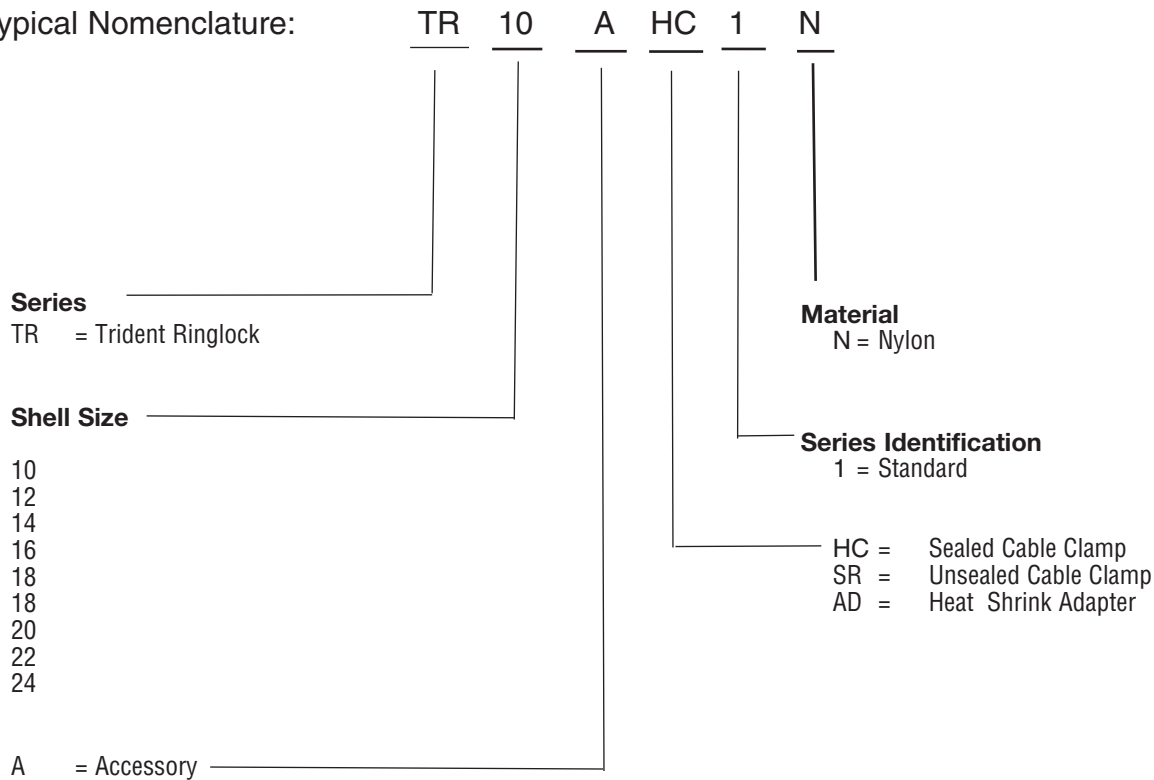 ypical Nomenclature: TR 10 A HC 1 N
Series
TR = Trident Ringlock
Shell Size
10
12
14
16
18
18
20
22
24
A = Accessory
Material
N = Nylon
Series Identification
1 = Standard
HC = Sealed Cable Clamp
SR = Unsealed Cable Clamp
AD = Heat Shrink Adapter